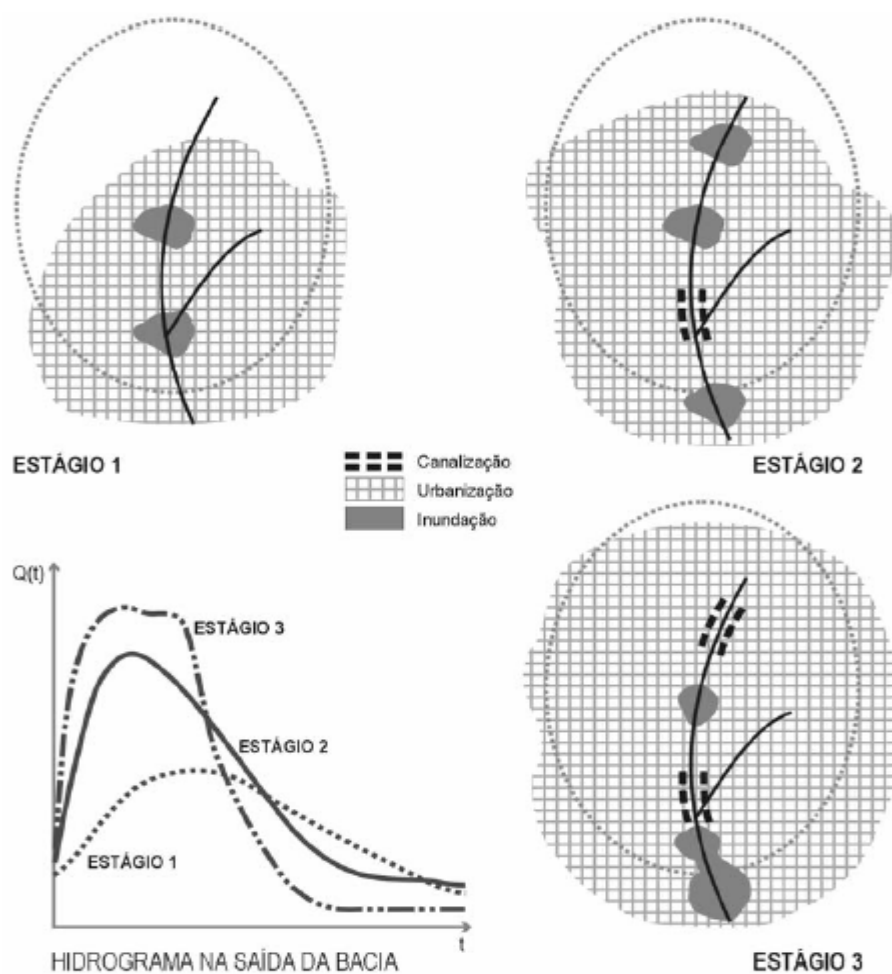 ESTÁGIO 1
ESTÁGIO 2
Canalização
Urbanização
Inundação
Q(t)
ESTÁGIO 3
ESTÁGIO 2
ESTÁGIO 1
t
HIDROGRAMA NA SAÍDA DA BACIA
ESTÁGIO 3